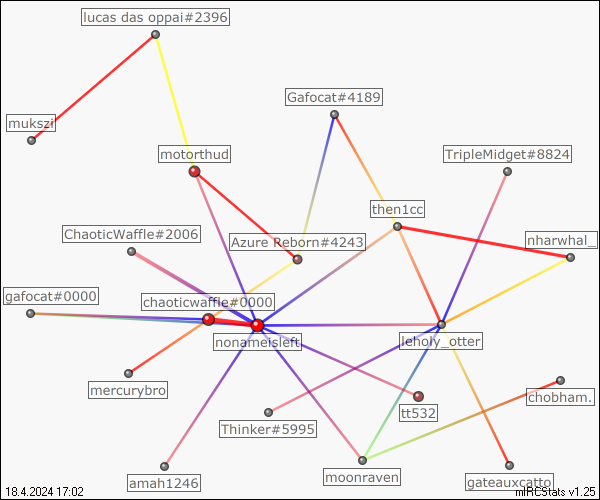 lucas das oppai#2396
Gafocat#4189
mukszi
motorthud
TripleMidget#8824
then1cc
ChaoticWaffle#2006
Azure Reborn#4243
nharwhal_
gafocat#0000
chaoticwaffle#0000
nonameisleft
leholy_otter
mercurybro
chobham.
tt532
Thinker#5995
amah1246
moonraven
gateauxcatto
18.4.2024 17:02
mIRCStats v1.25